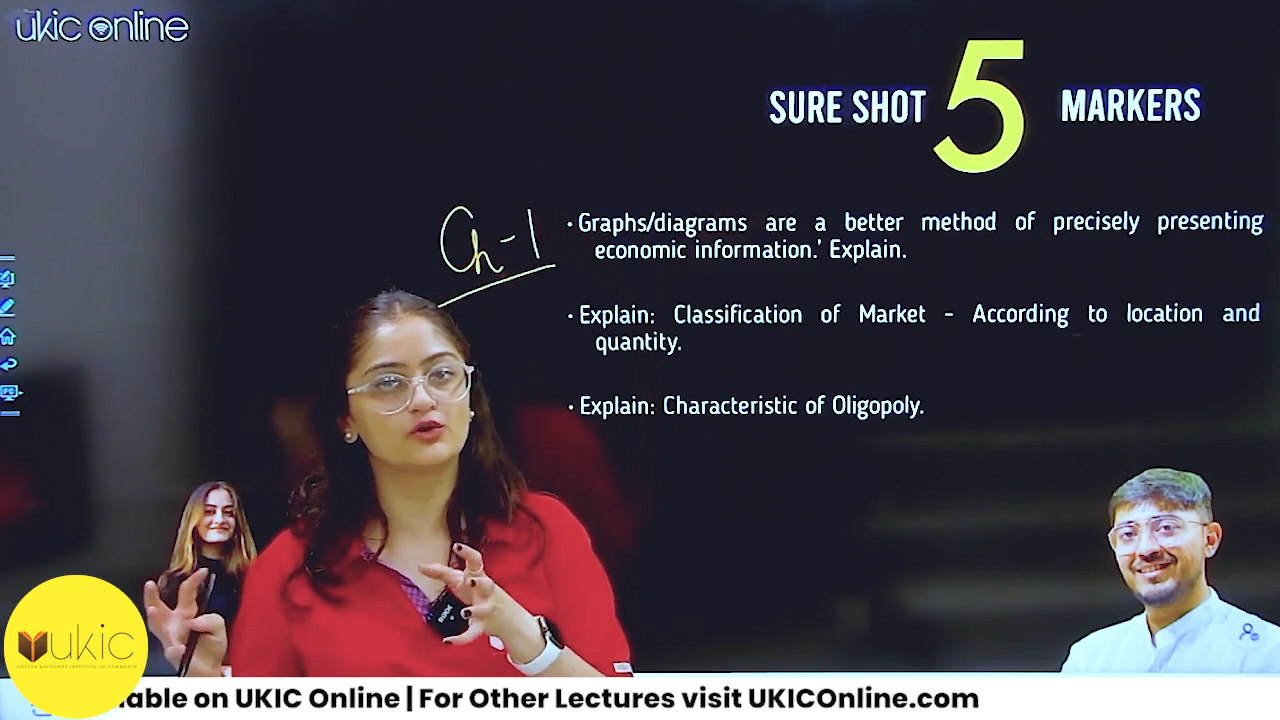 ukic online
SURE SHOT 5 MARKERS
Ch-1
• Graphs/diagrams are a better method of precisely presenting
economic information.' Explain.
• Explain: Classification of Market - According to location and
quantity.
• Explain: Characteristic of Oligopoly.
ukic
lable on UKIC Online | For Other Lectures visit UKICOnline.com